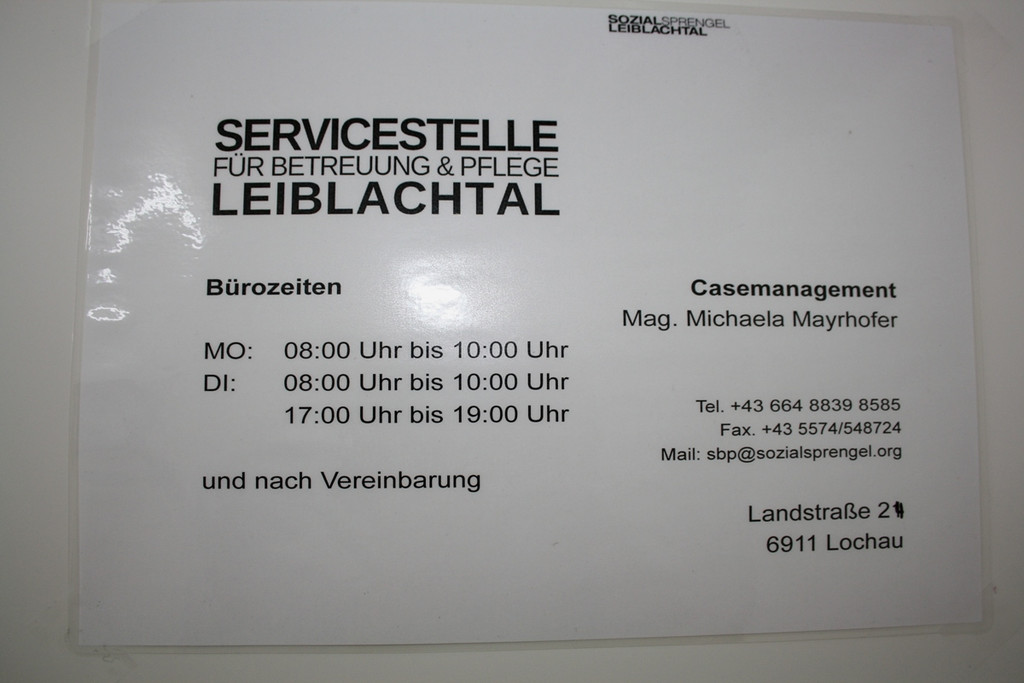 SOZIALSPRENGEL
LEIBLACHTAL
SERVICESTELLE
FÜR BETREUUNG & PFLEGE
LEIBLACHTAL
Bürozeiten
MO: 08:00 Uhr bis 10:00 Uhr
DI: 08:00 Uhr bis 10:00 Uhr
17:00 Uhr bis 19:00 Uhr
und nach Vereinbarung
Casemanagement
Mag. Michaela Mayrhofer
Tel. +43 664 8839 8585
Fax. +43 5574/548724
Mail: sbp@sozialsprengel.org
Landstraße
6911 Lochau